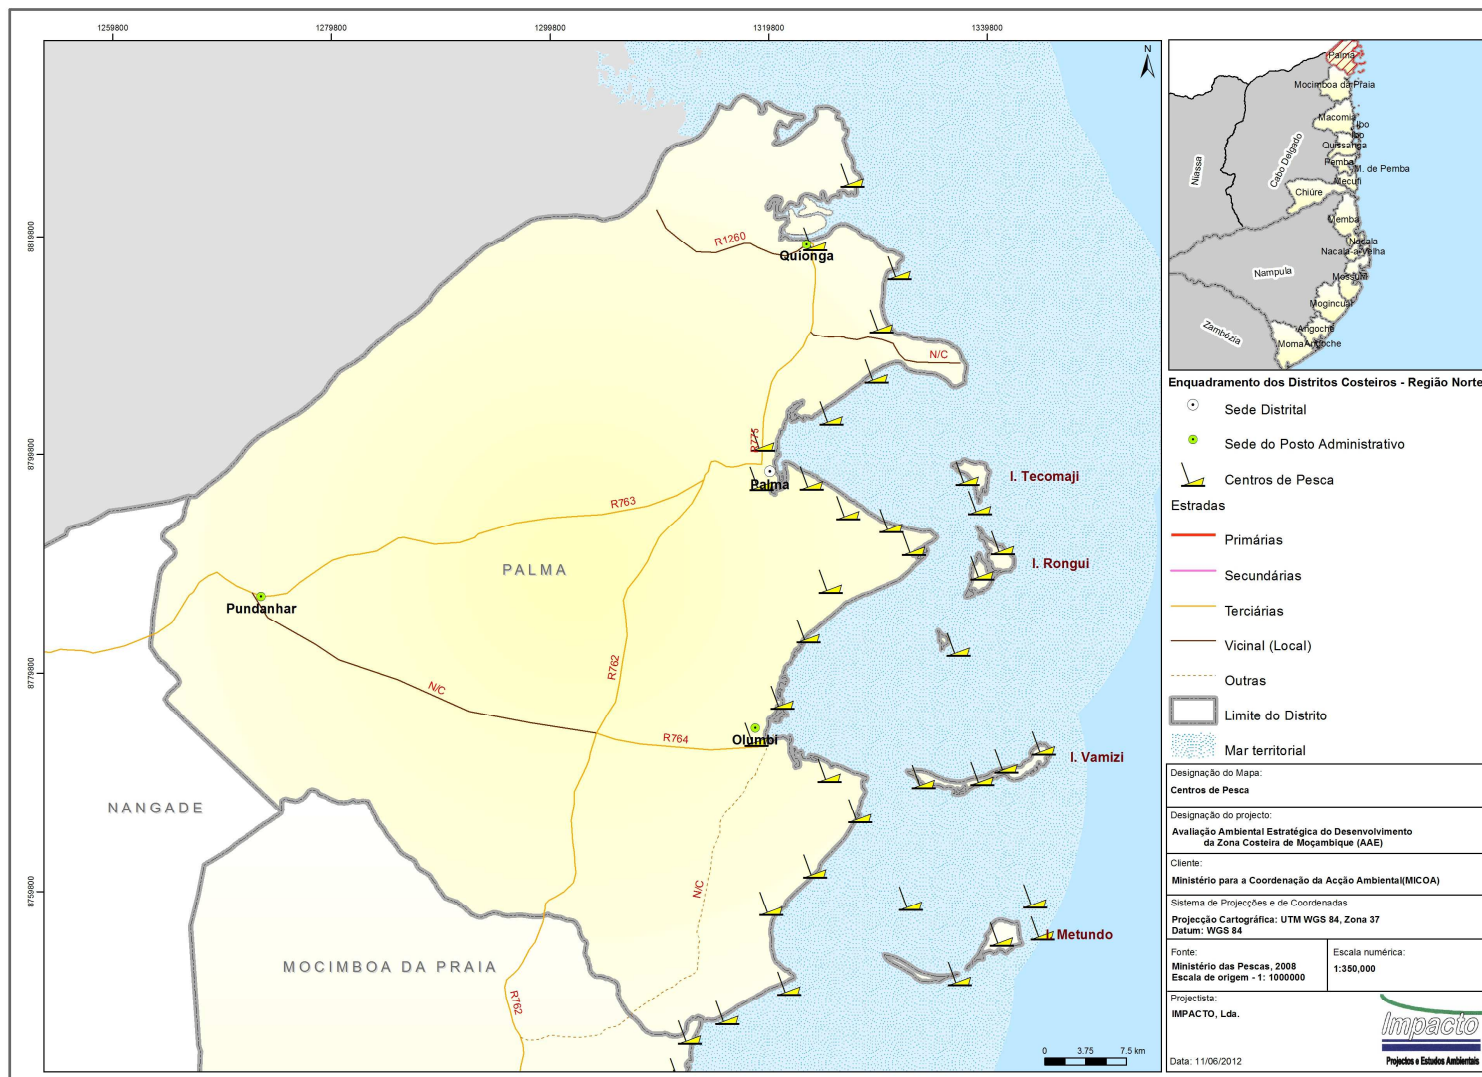 1259800
1279800
1299800
1319800
1339800
8819800
8799800
8779800
8759800
N
R1260
Quionga
N/C
R775
Palma
R763
PALMA
Pundanhar
N/C
R762
R764
Olumbi
N/C
NANGADE
MOCIMBOA DA PRAIA
R762
I. Tecomaji
I. Rongui
I. Vamizi
I. Metundo
0 3.75 7.5 km
Palma
Mocimboa da Praia
Macomia
Ibo
Ibo
Quissanga
Pemba
M. de Pemba
Mecufi
Chiúre
Memba
Nacala
Nacala-a-Velha
Mossuril
Mogincual
Angoche
Moma
Angoche
Niassa
Cabo Delgado
Nampula
Zambézia
Enquadramento dos Distritos Costeiros - Região Norte
Sede Distrital
Sede do Posto Administrativo
Centros de Pesca
Estradas
Primárias
Secundárias
Terciárias
Vicinal (Local)
Outras
Limite do Distrito
Mar territorial
Designação do Mapa:
Centros de Pesca
Designação do projecto:
Avaliação Ambiental Estratégica do Desenvolvimento
da Zona Costeira de Moçambique (AAE)
Cliente:
Ministério para a Coordenação da Acção Ambiental(MICOA)
Sistema de Projecções e de Coordenadas
Projecção Cartográfica: UTM WGS 84, Zona 37
Datum: WGS 84
Fonte:
Ministério das Pescas, 2008
Escala de origem - 1: 1000000
Escala numérica:
1:350,000
Projectista:
IMPACTO, Lda.
Data: 11/06/2012
Impacto
Projectos e Estudos Ambientais